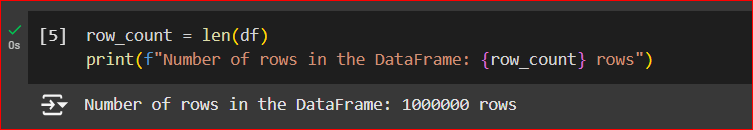 [5] row_count = len(df)
print(f"Number of rows in the DataFrame: {row_count} rows")
0s
Number of rows in the DataFrame: 1000000 rows